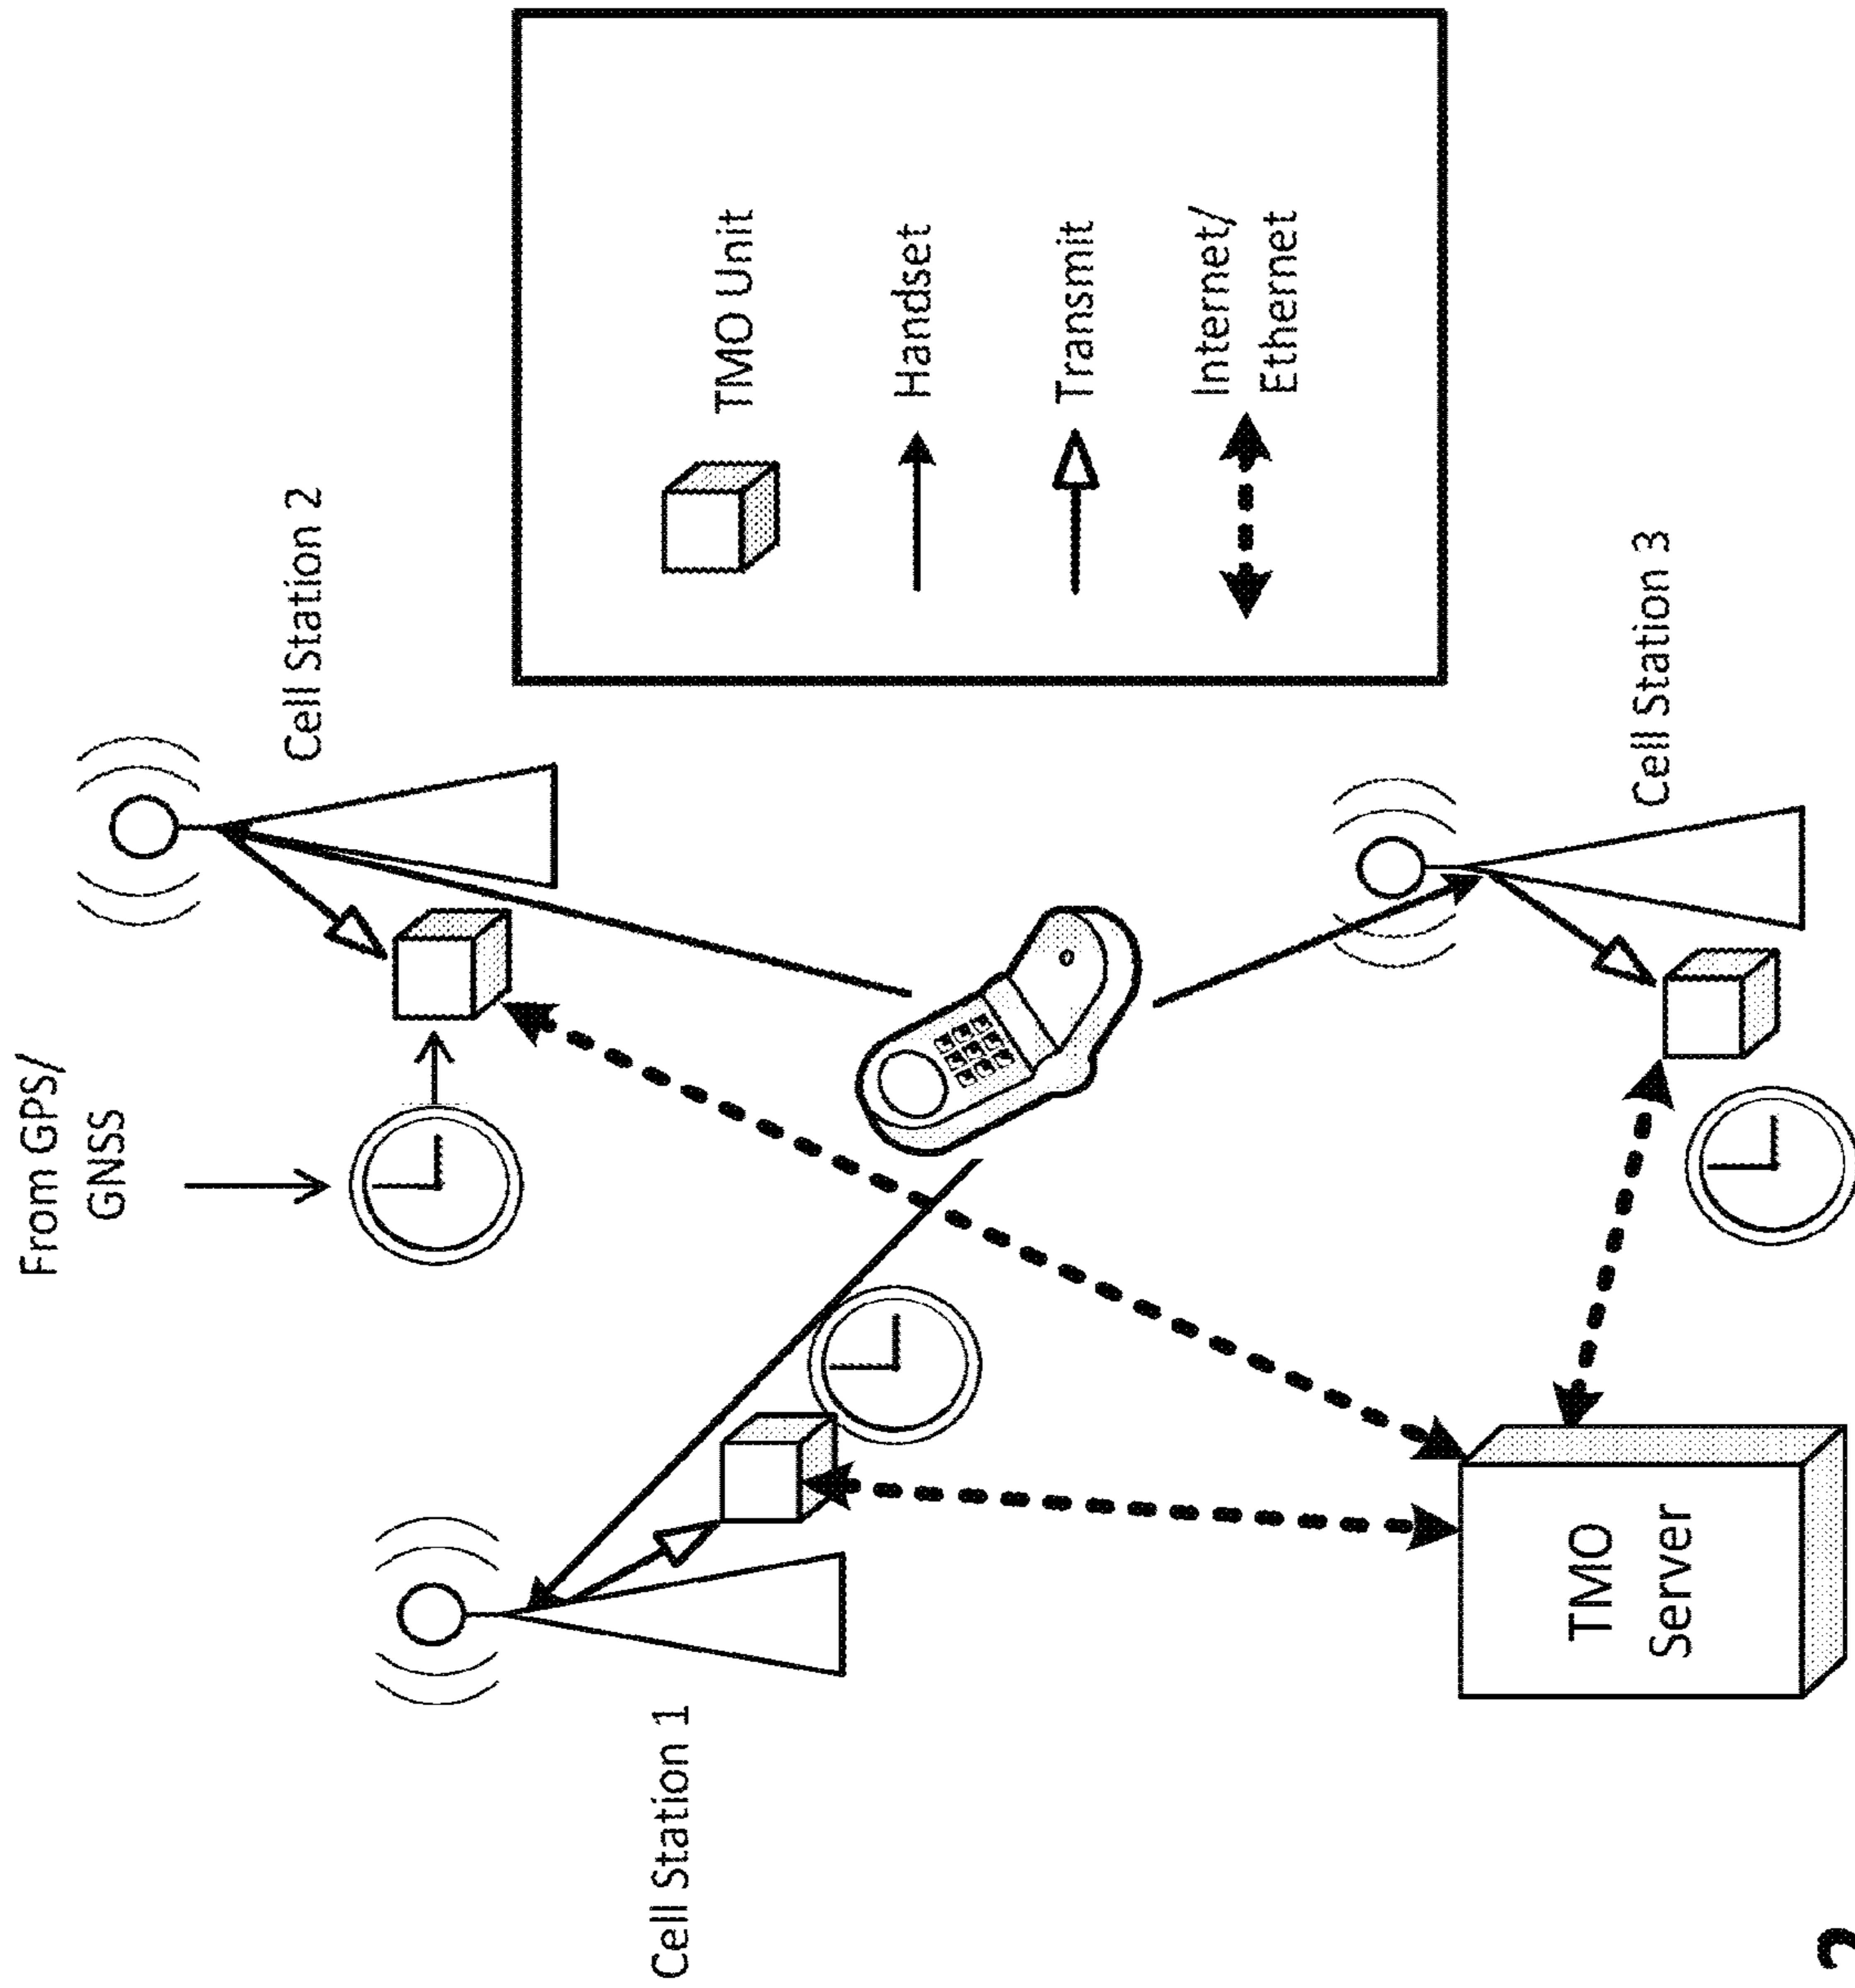 From GPS/
GNSS
Cell Station 2
Cell Station 1
TMO Unit
Handset
Transmit
Internet/
Ethernet
TMO
Server
Cell Station 3